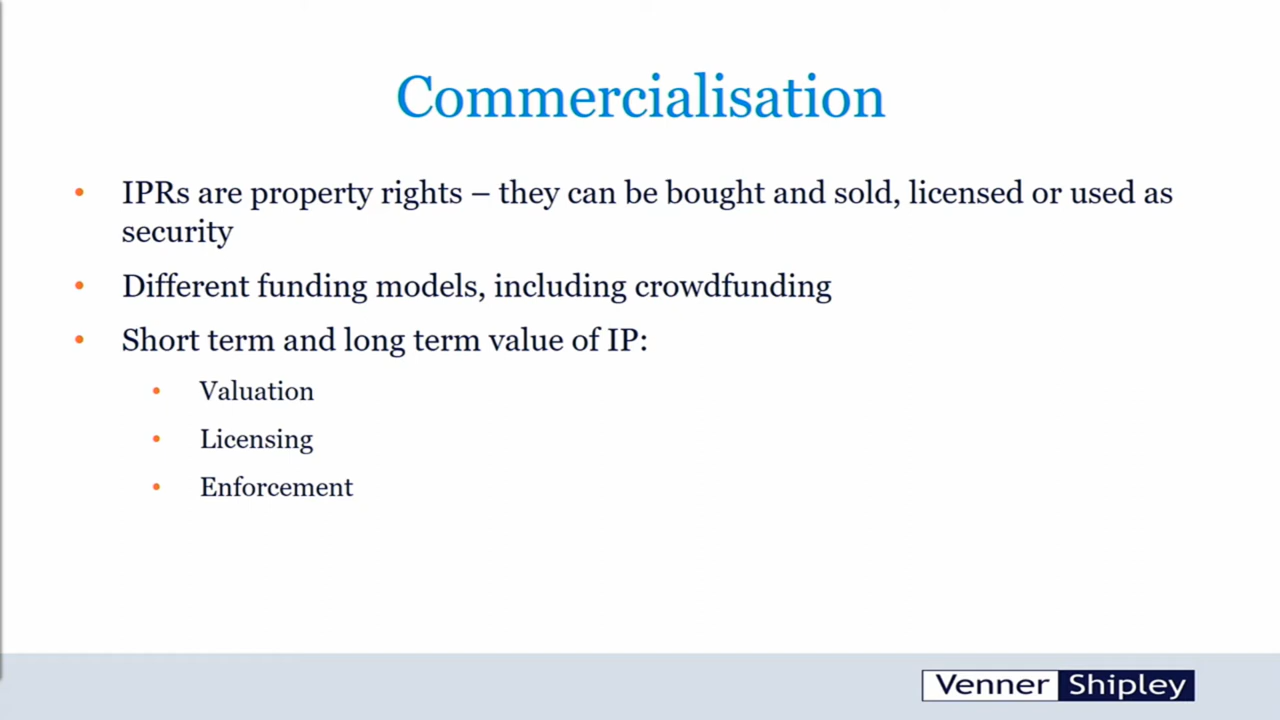 Commercialisation
• IPRs are property rights – they can be bought and sold, licensed or used as
security
• Different funding models, including crowdfunding
• Short term and long term value of IP:
• Valuation
• Licensing
• Enforcement
Venner Shipley